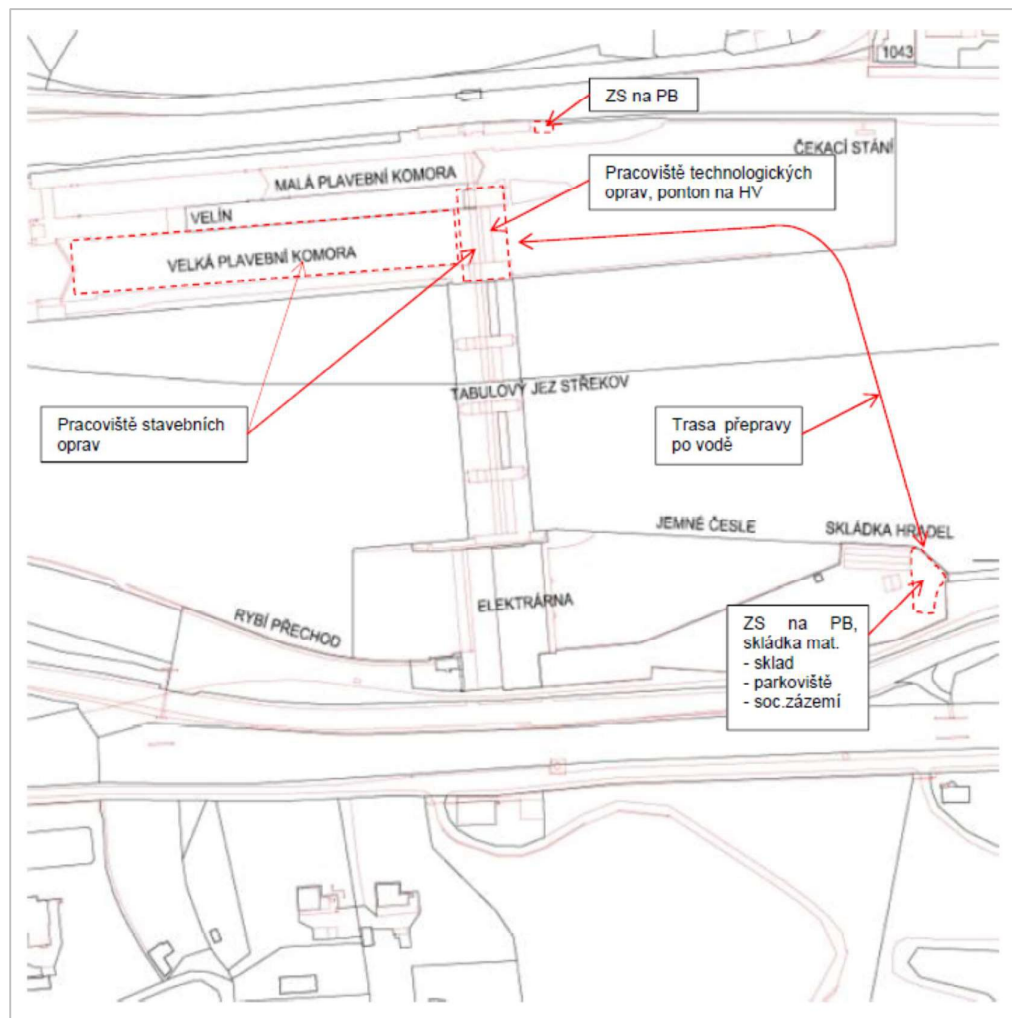 1043
ZS na PB
ČEKACÍ STÁNÍ
Pracoviště technologických
oprav, ponton na HV
MALÁ PLAVEBNÍ KOMORA
VELÍN
VELKÁ PLAVEBNÍ KOMORA
TABULOVÝ JEZ STŘEKOV
Pracoviště stavebních
oprav
Trasa přepravy
po vodě
JEMNÉ ČESLE
SKLÁDKA HRADEL
RYBÍ PŘECHOD
ELEKTRÁRNA
ZS na PB,
skládka mat.
- sklad
- parkoviště
- soc.zázemí